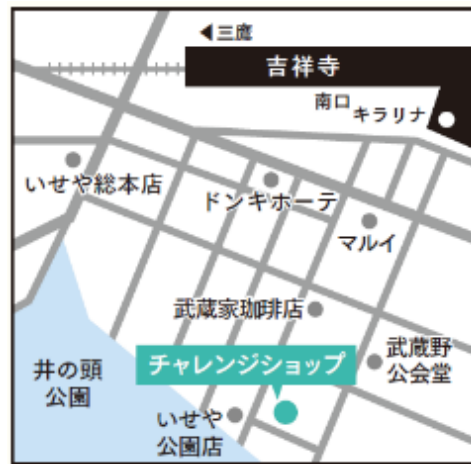 ◀三鷹
吉祥寺
南口
キラリナ
いせや総本店
ドンキホーテ
マルイ
武蔵家珈琲店
武蔵野
公会堂
チャレンジショップ
井の頭
公園
いせや
公園店